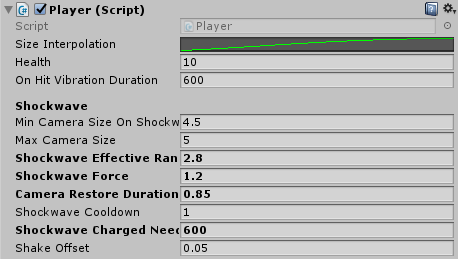 Player (Script)
Script Player
Size Interpolation
Health 10
On Hit Vibration Duration 600
Shockwave
Min Camera Size On Shockw 4.5
Max Camera Size 5
Shockwave Effective Ran 2.8
Shockwave Force 1.2
Camera Restore Duration 0.85
Shockwave Cooldown 1
Shockwave Charged Need 600
Shake Offset 0.05